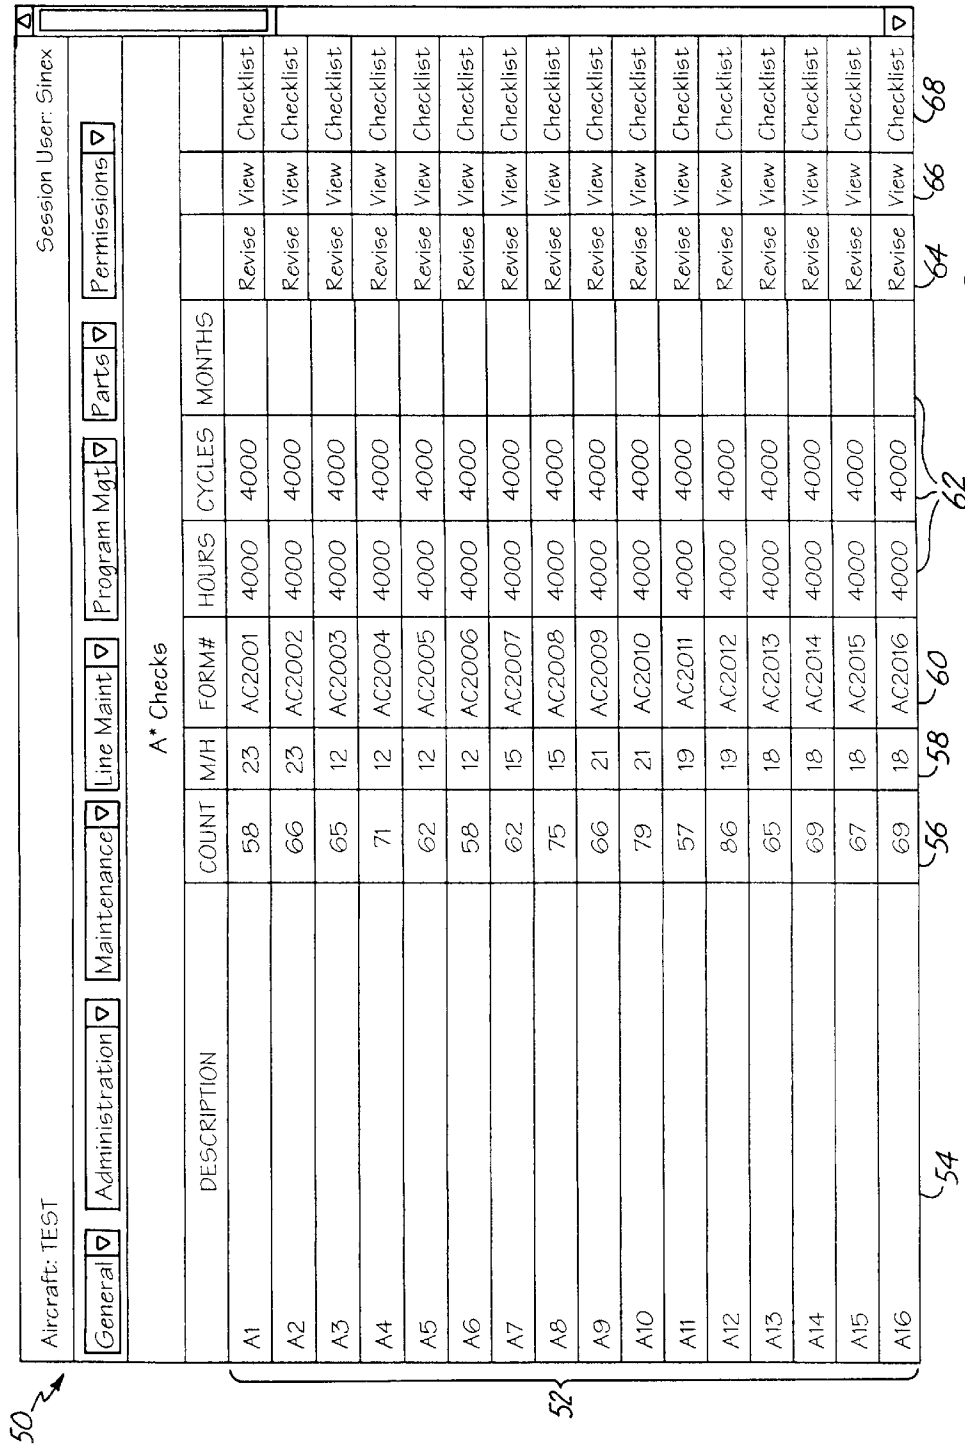 50
Aircraft: TEST Session User: Sinex
General Administration Maintenance Line Maint Program Mgt Parts Permissions
A* Checks
DESCRIPTION COUNT M/H FORM# HOURS CYCLES MONTHS
A1 58 23 AC2001 4000 4000 Revise View Checklist
A2 66 23 AC2002 4000 4000 Revise View Checklist
A3 65 12 AC2003 4000 4000 Revise View Checklist
A4 71 12 AC2004 4000 4000 Revise View Checklist
A5 62 12 AC2005 4000 4000 Revise View Checklist
A6 58 12 AC2006 4000 4000 Revise View Checklist
A7 62 15 AC2007 4000 4000 Revise View Checklist
A8 75 15 AC2008 4000 4000 Revise View Checklist
A9 66 21 AC2009 4000 4000 Revise View Checklist
A10 79 21 AC2010 4000 4000 Revise View Checklist
A11 57 19 AC2011 4000 4000 Revise View Checklist
A12 86 19 AC2012 4000 4000 Revise View Checklist
A13 65 18 AC2013 4000 4000 Revise View Checklist
A14 69 18 AC2014 4000 4000 Revise View Checklist
A15 67 18 AC2015 4000 4000 Revise View Checklist
A16 69 18 AC2016 4000 4000 Revise View Checklist
52
54 56 58 60 62 64 66 68